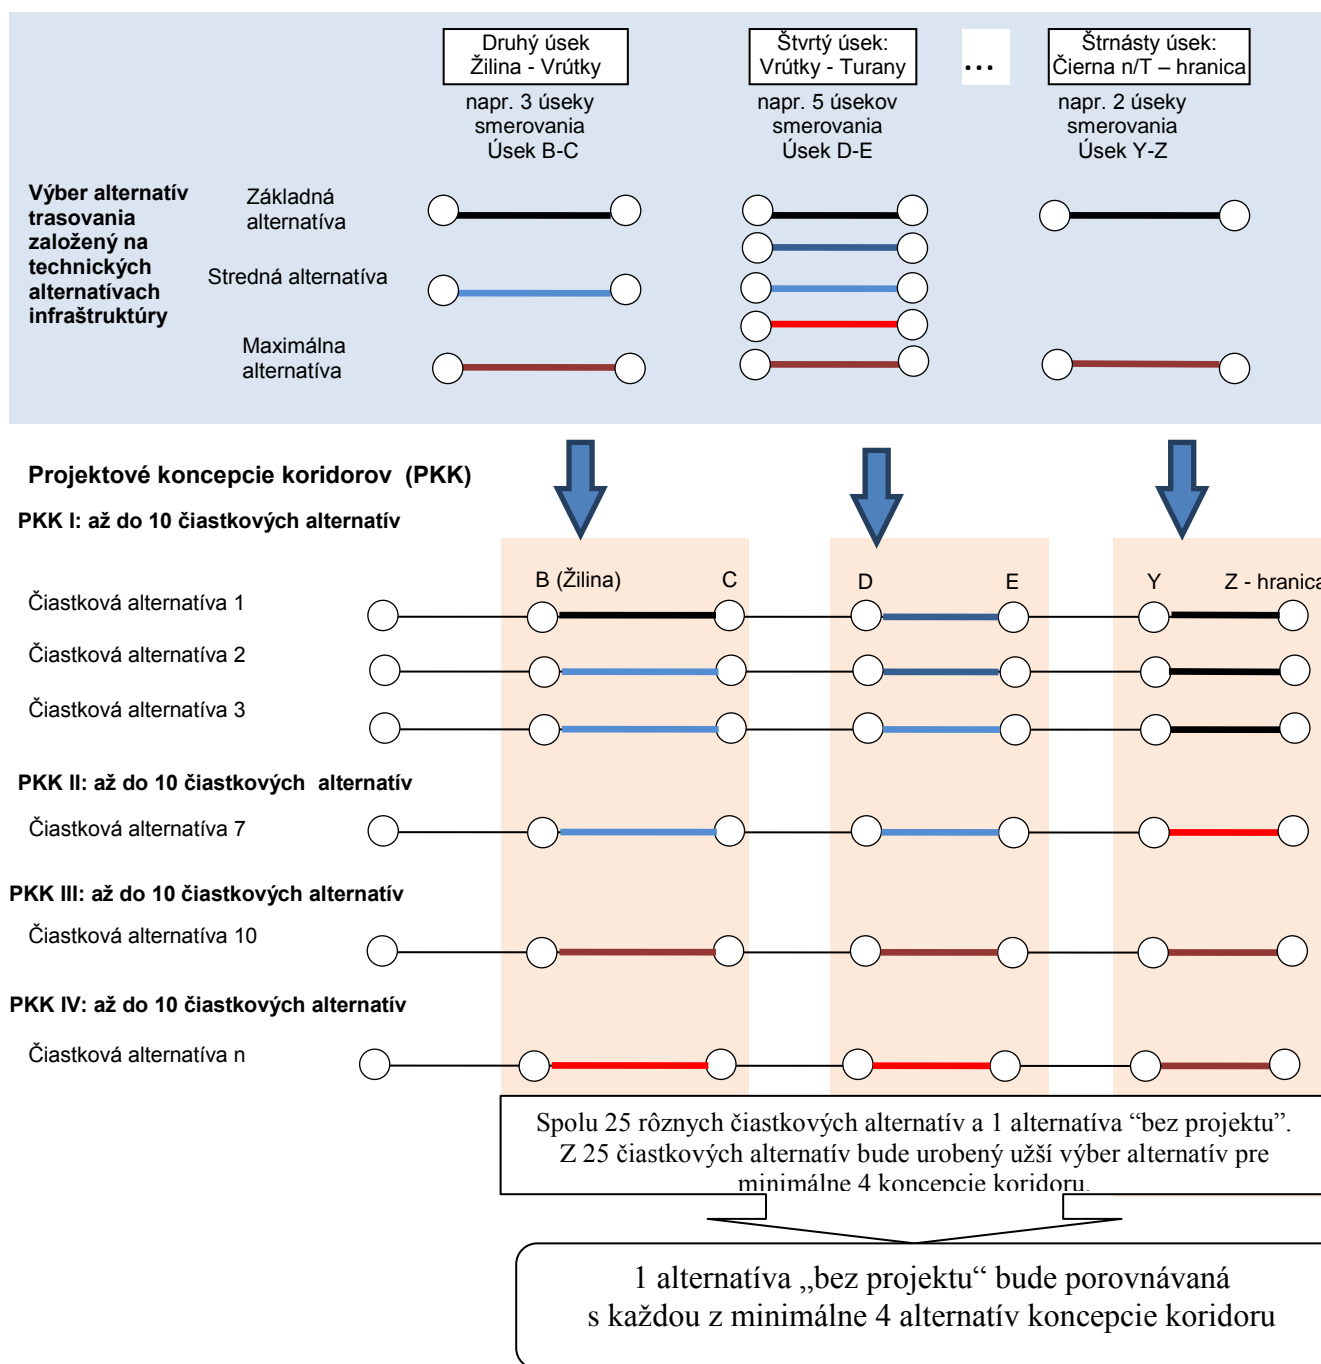 Druhý úsek
Žilina - Vrútky
Štvrtý úsek:
Vrútky - Turany
...
Štrnásty úsek:
Čierna n/T – hranica
napr. 3 úseky
smerovania
Úsek B-C
napr. 5 úsekov
smerovania
Úsek D-E
napr. 2 úseky
smerovania
Úsek Y-Z
Výber alternatív
trasovania
založený na
technických
alternatívach
infraštruktúry
Základná
alternatíva
Stredná alternatíva
Maximálna
alternatíva
Projektové koncepcie koridorov (PKK)
PKK I: až do 10 čiastkových alternatív
B (Žilina)
C
D
E
Y
Z - hranica
Čiastková alternatíva 1
Čiastková alternatíva 2
Čiastková alternatíva 3
PKK II: až do 10 čiastkových alternatív
Čiastková alternatíva 7
PKK III: až do 10 čiastkových alternatív
Čiastková alternatíva 10
PKK IV: až do 10 čiastkových alternatív
Čiastková alternatíva n
Spolu 25 rôznych čiastkových alternatív a 1 alternatíva “bez projektu”.
Z 25 čiastkových alternatív bude urobený užší výber alternatív pre
minimálne 4 koncepcie koridoru.
1 alternatíva „bez projektu“ bude porovnávaná
s každou z minimálne 4 alternatív koncepcie koridoru